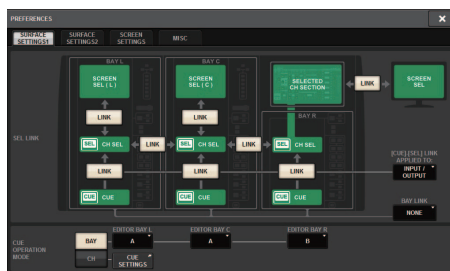 PREFERENCES
SURFACE SETTINGS1
SURFACE SETTINGS2
SCREEN SETTINGS
MISC
BAY L
BAY C
SCREEN SEL ( L )
SCREEN SEL ( C )
SELECTED CH SECTION
LINK
SCREEN SEL
LINK
LINK
BAY R
SEL LINK
SEL CH SEL
LINK
SEL CH SEL
LINK
SEL CH SEL
[CUE] [SEL] LINK APPLIED TO:
LINK
LINK
LINK
INPUT / OUTPUT
CUE CUE
CUE CUE
CUE CUE
BAY LINK
NONE
CUE OPERATION MODE
EDITOR BAY L
EDITOR BAY C
EDITOR BAY R
BAY
A
A
B
CH
CUE SETTINGS